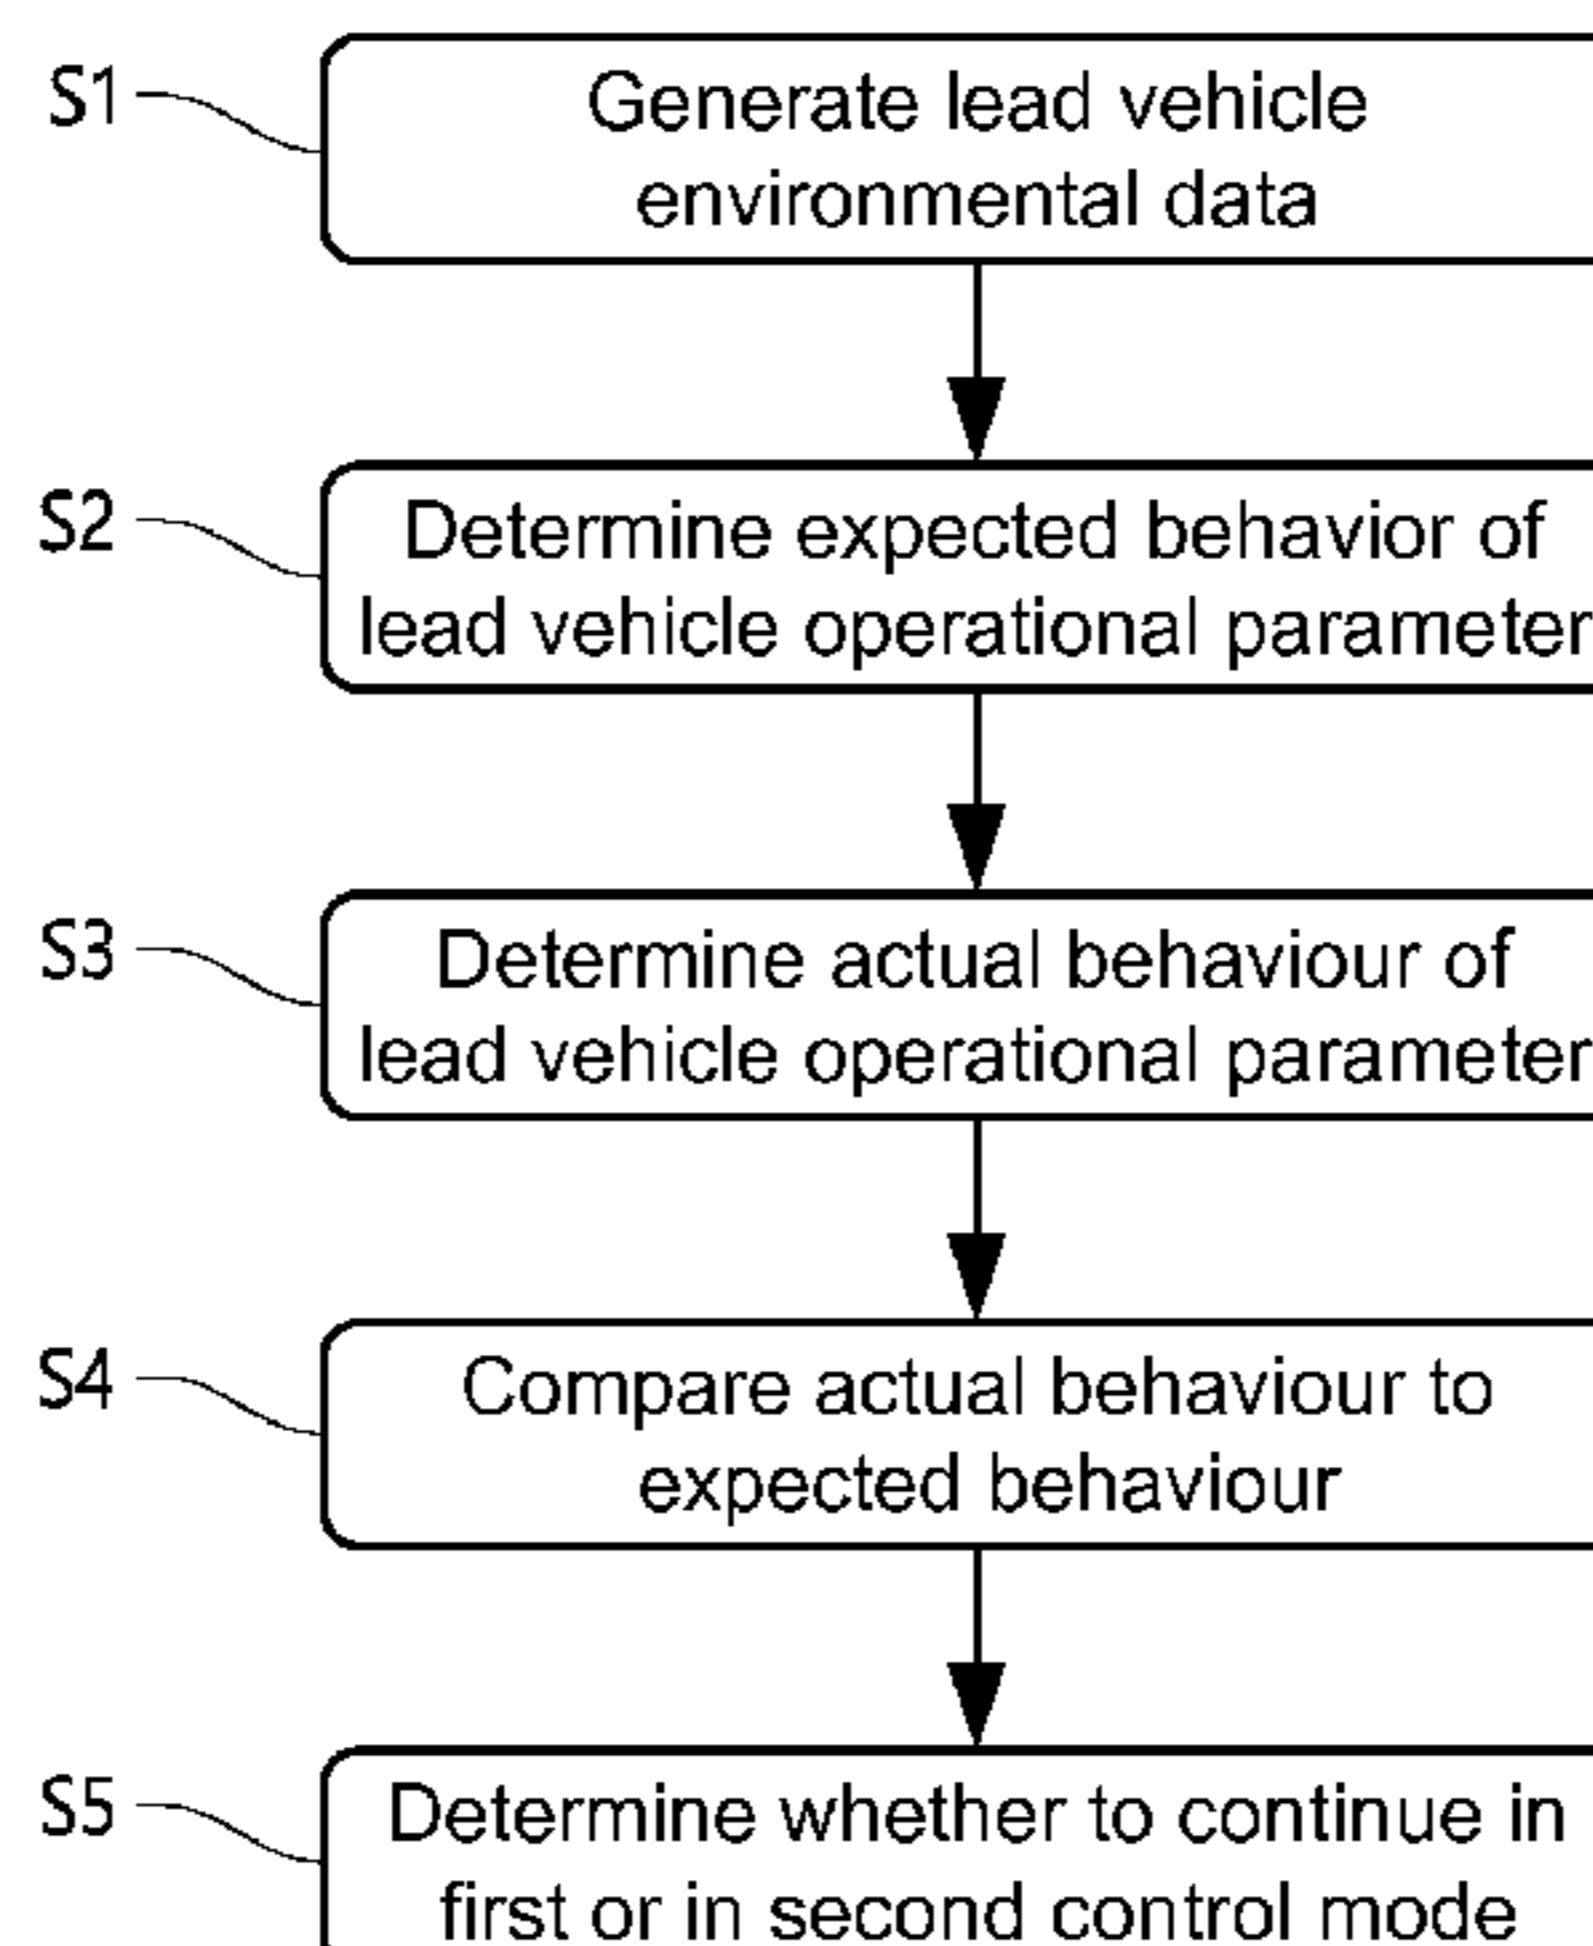 S1
Generate lead vehicle
environmental data
S2
Determine expected behavior of
lead vehicle operational parameter
S3
Determine actual behaviour of
lead vehicle operational parameter
S4
Compare actual behaviour to
expected behaviour
S5
Determine whether to continue in
first or in second control mode